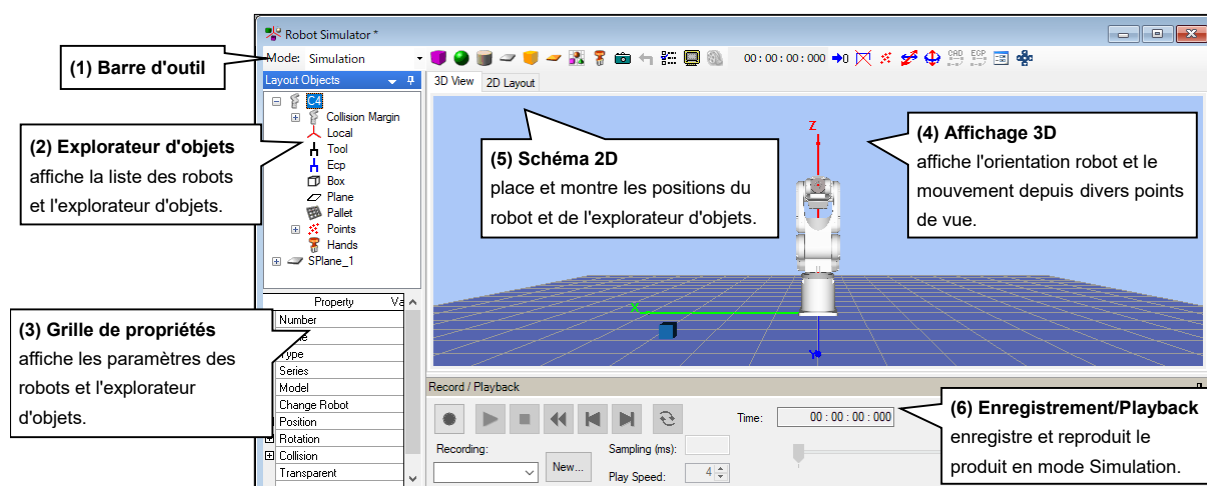 Robot Simulator *
(1) Barre d'outil
Mode: Simulation
00 : 00 : 00 : 000
CAD
ECP
Layout Objects
3D View
2D Layout
C4
Collision Margin
Local
Tool
Ecp
Box
Plane
Pallet
Points
Hands
SPlane_1
(2) Explorateur d'objets
affiche la liste des robots
et l'explorateur d'objets.
(5) Schéma 2D
place et montre les positions du
robot et de l'explorateur d'objets.
Z
X
Y
(4) Affichage 3D
affiche l'orientation robot et le
mouvement depuis divers points
de vue.
Property
Va
Number
Type
Series
Model
Change Robot
Position
Rotation
Collision
Transparent
(3) Grille de propriétés
affiche les paramètres des
robots et l'explorateur
d'objets.
Record / Playback
Time:
00 : 00 : 00 : 000
Recording:
New...
Sampling (ms):
Play Speed:
4
(6) Enregistrement/Playback
enregistre et reproduit le
produit en mode Simulation.